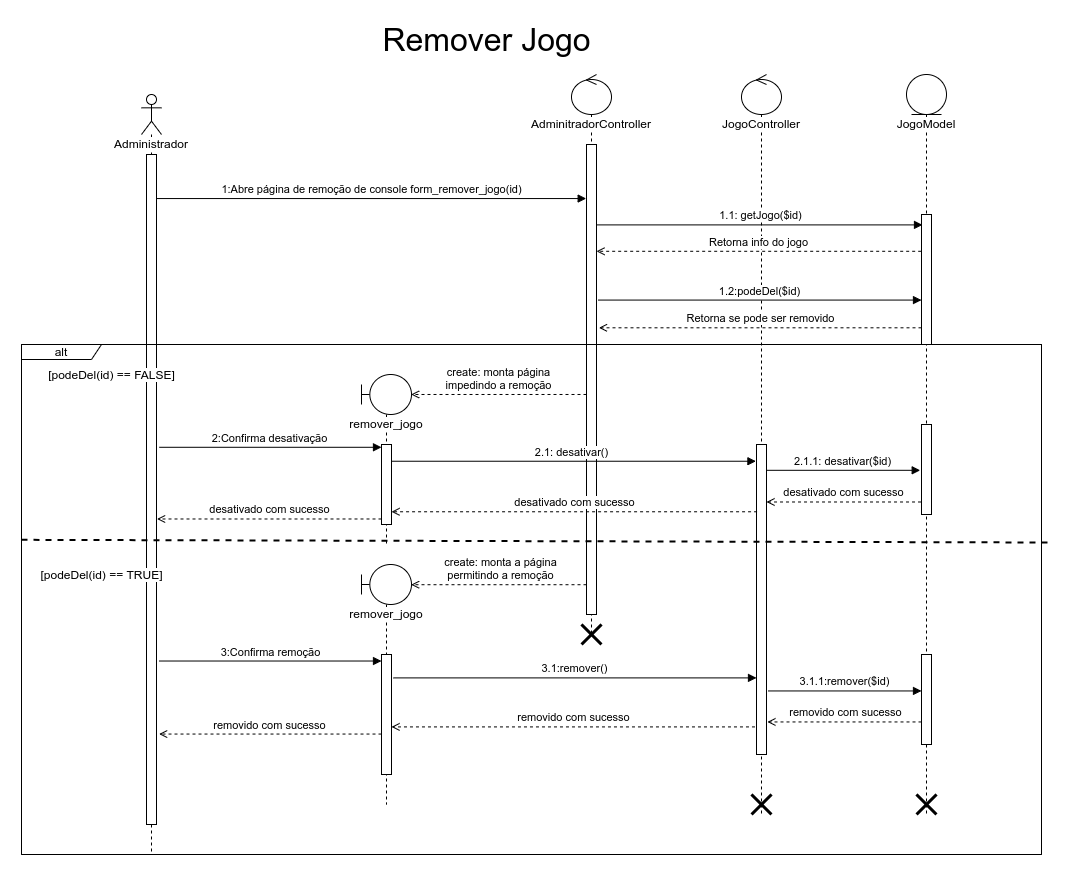 Remover Jogo
Administrador
AdminitradorController
JogoController
JogoModel
1:Abre página de remoção de console form_remover_jogo(id)
1.1: getJogo($id)
Retorna info do jogo
1.2:podeDel($id)
Retorna se pode ser removido
alt
[podeDel(id) == FALSE]
create: monta página
impedindo a remoção
remover_jogo
2:Confirma desativação
2.1: desativar()
2.1.1: desativar($id)
desativado com sucesso
desativado com sucesso
desativado com sucesso
[podeDel(id) == TRUE]
create: monta a página
permitindo a remoção
remover_jogo
3:Confirma remoção
3.1:remover()
3.1.1:remover($id)
removido com sucesso
removido com sucesso
removido com sucesso